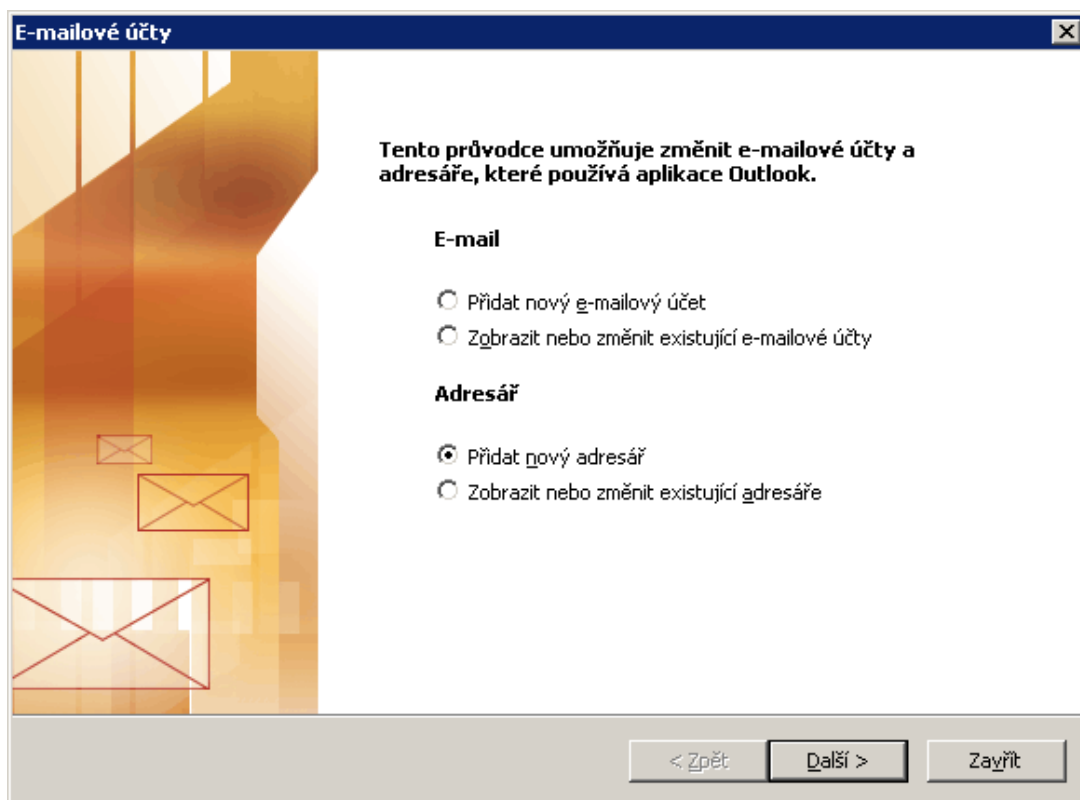 E-mailové účty
Tento průvodce umožňuje změnit e-mailové účty a
adresáře, které používá aplikace Outlook.
E-mail
Přidat nový e-mailový účet
Zobrazit nebo změnit existující e-mailové účty
Adresář
Přidat nový adresář
Zobrazit nebo změnit existující adresáře
< Zpět
Další >
Zavřít